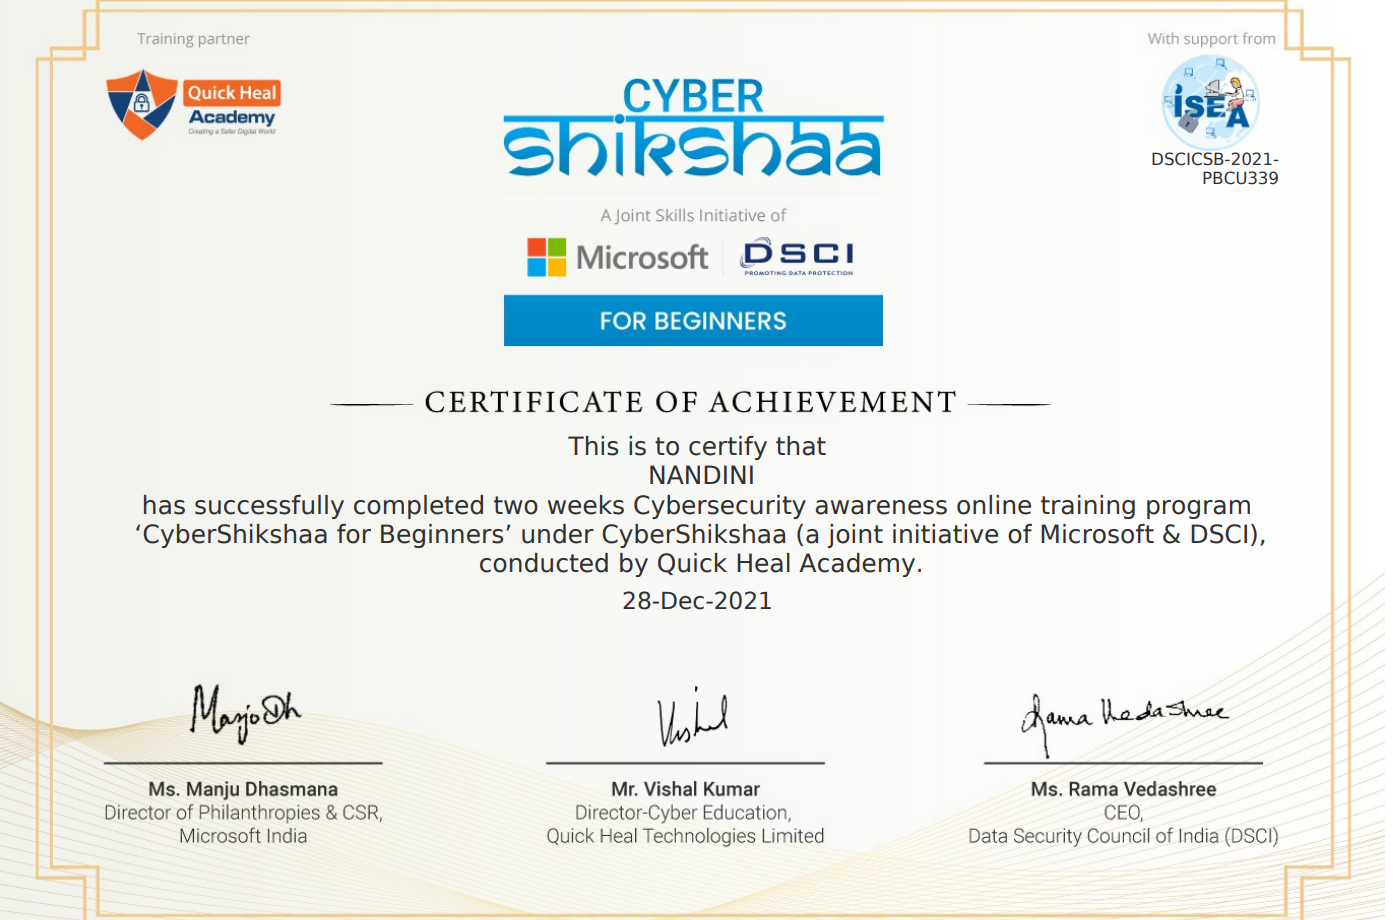 Training partner
With support from
Quick Heal
Academy
Creating a Safer Digital World
ISEA
DSCICSB-2021-
PBCU339
CYBER
shikshaa
A Joint Skills Initiative of
Microsoft
DSCI
PROMOTING DATA PROTECTION
FOR BEGINNERS
CERTIFICATE OF ACHIEVEMENT
This is to certify that
NANDINI
has successfully completed two weeks Cybersecurity awareness online training program
‘CyberShikshaa for Beginners’ under CyberShikshaa (a joint initiative of Microsoft & DSCI),
conducted by Quick Heal Academy.
28-Dec-2021
Manjo Dh
Vishal
Rama Vedashree
Ms. Manju Dhasmana
Director of Philanthropies & CSR,
Microsoft India
Mr. Vishal Kumar
Director-Cyber Education,
Quick Heal Technologies Limited
Ms. Rama Vedashree
CEO,
Data Security Council of India (DSCI)